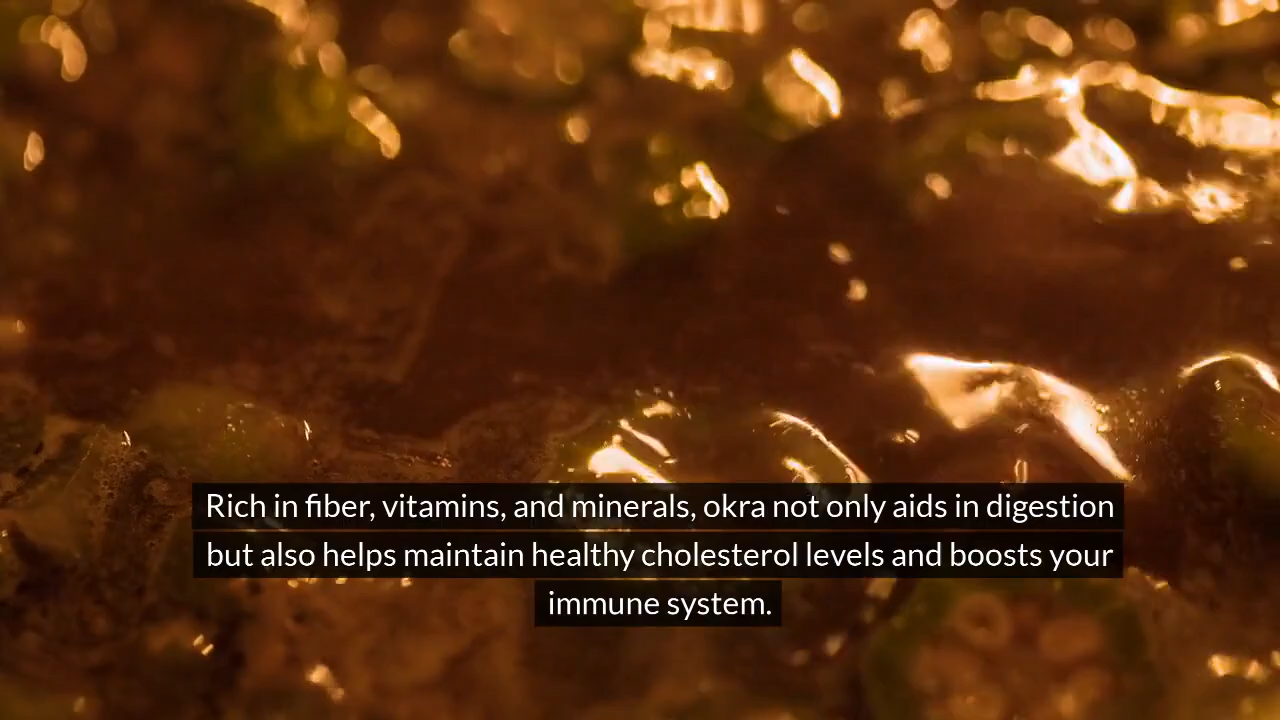 Rich in fiber, vitamins, and minerals, okra not only aids in digestion
but also helps maintain healthy cholesterol levels and boosts your
immune system.